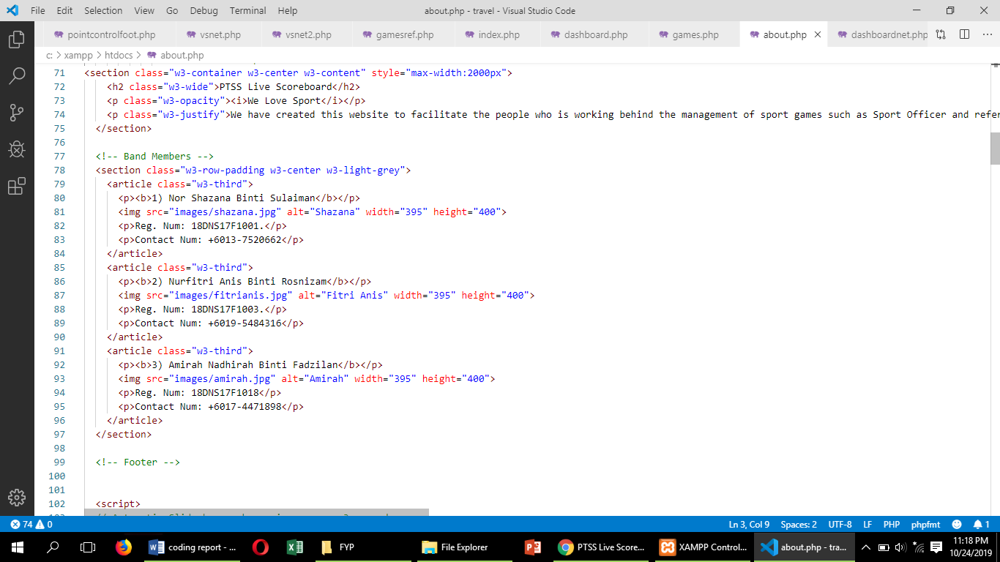 File Edit Selection View Go Debug Terminal Help about.php - travel - Visual Studio Code
pointcontrolfoot.php vsnet.php vsnet2.php gamesref.php index.php dashboard.php games.php about.php dashboardnet.php
c: > xampp > htdocs > about.php
71 <section class="w3-container w3-center w3-content" style="max-width:2000px">
72 <h2 class="w3-wide">PTSS Live Scoreboard</h2>
73 <p class="w3-opacity"><i>We Love Sport</i></p>
74 <p class="w3-justify">We have created this website to facilitate the people who is working behind the management of sport games such as Sport Officer and refer
75 </section>
76
77 <!-- Band Members -->
78 <section class="w3-row-padding w3-center w3-light-grey">
79 <article class="w3-third">
80 <p><b>1) Nor Shazana Binti Sulaiman</b></p>
81 <img src="images/shazana.jpg" alt="Shazana" width="395" height="400">
82 <p>Reg. Num: 18DNS17F1001.</p>
83 <p>Contact Num: +6013-7520662</p>
84 </article>
85 <article class="w3-third">
86 <p><b>2) Nurfitri Anis Binti Rosnizam</b></p>
87 <img src="images/fitrianis.jpg" alt="Fitri Anis" width="395" height="400">
88 <p>Reg. Num: 18DNS17F1003.</p>
89 <p>Contact Num: +6019-5484316</p>
90 </article>
91 <article class="w3-third">
92 <p><b>3) Amirah Nadhirah Binti Fadzilan</b></p>
93 <img src="images/amirah.jpg" alt="Amirah" width="395" height="400">
94 <p>Reg. Num: 18DNS17F1018</p>
95 <p>Contact Num: +6017-4471898</p>
96 </article>
97 </section>
98
99 <!-- Footer -->
100
101
102 <script>
74 0 Ln 3, Col 9 Spaces: 2 UTF-8 LF PHP phpfmt 1
coding report - ... FYP File Explorer PTSS Live Score... XAMPP Control... about.php - tra... 11:18 PM
10/24/2019